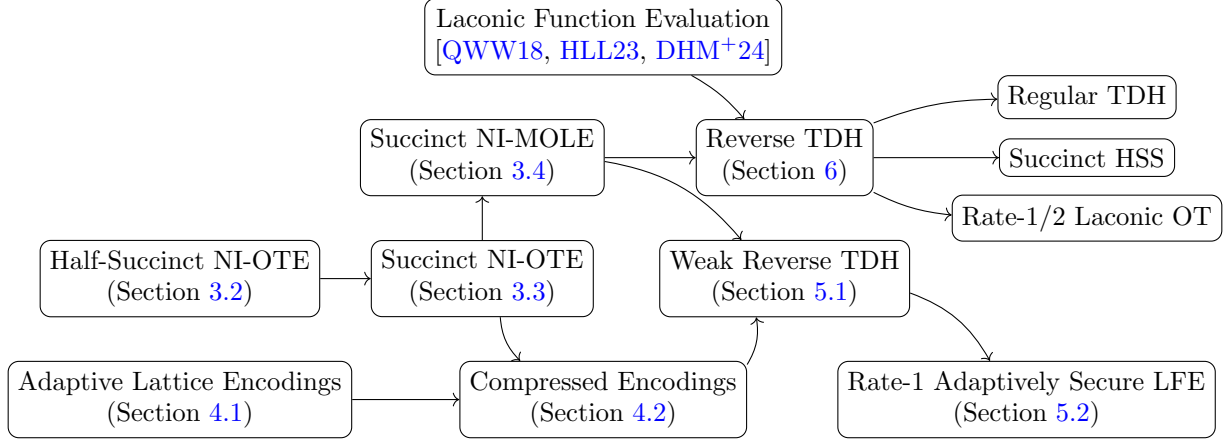 Laconic Function Evaluation
[QWW18, HLL23, DHM+24]
Regular TDH
Succinct NI-MOLE
(Section 3.4)
Reverse TDH
(Section 6)
Succinct HSS
Rate-1/2 Laconic OT
Half-Succinct NI-OTE
(Section 3.2)
Succinct NI-OTE
(Section 3.3)
Weak Reverse TDH
(Section 5.1)
Adaptive Lattice Encodings
(Section 4.1)
Compressed Encodings
(Section 4.2)
Rate-1 Adaptively Secure LFE
(Section 5.2)